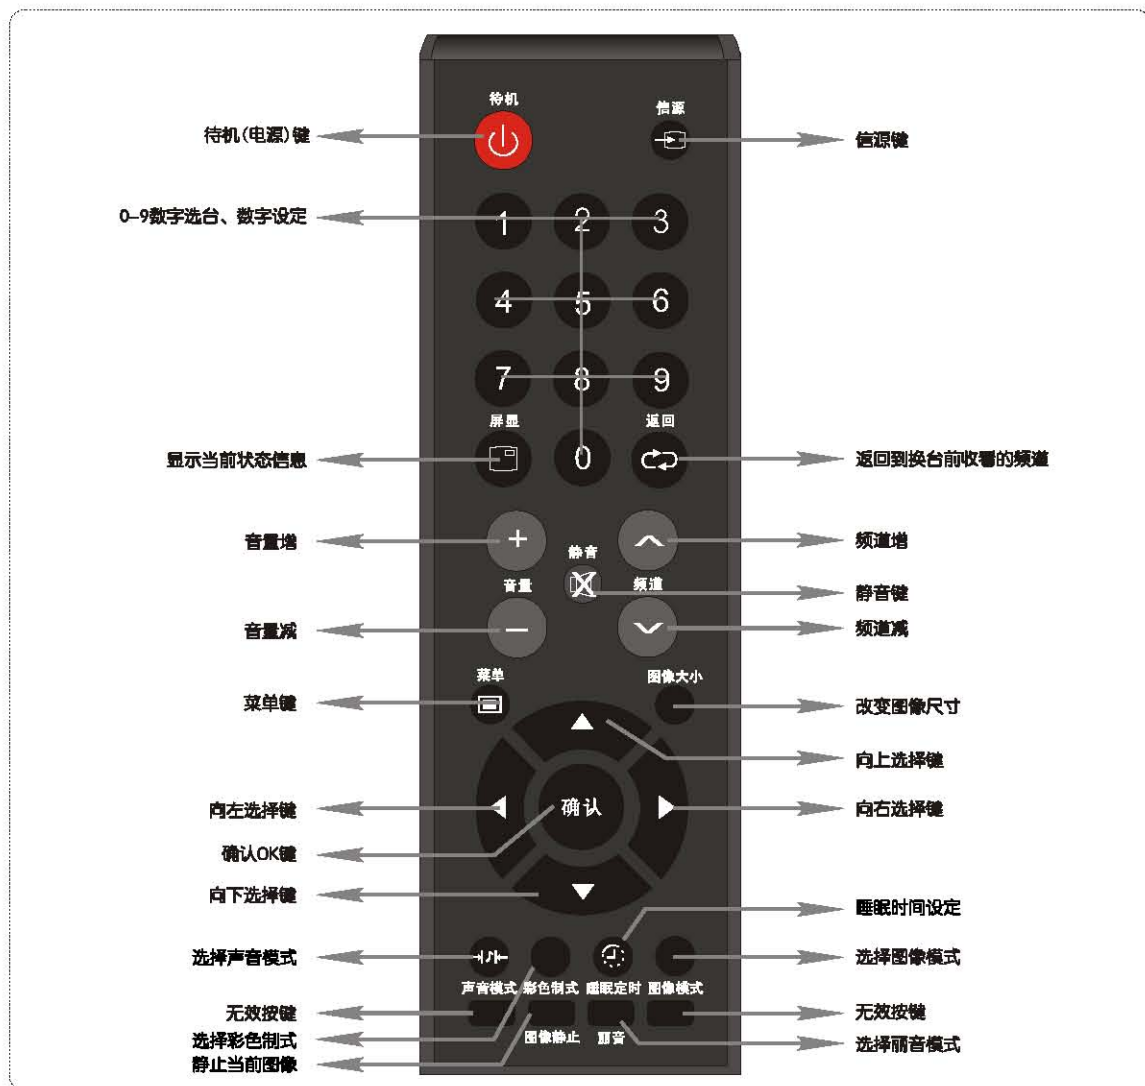 待机
信源
待机(电源)键
信源键
0-9数字选台、数字设定
1 2 3
4 5 6
7 8 9
屏显
返回
0
显示当前状态信息
返回到换台前收看的频道
+
音量增
频道增
静音
音量
频道
静音键
–
音量减
频道减
菜单
图像大小
菜单键
改变图像尺寸
向上选择键
向左选择键
确认
向右选择键
确认OK键
向下选择键
睡眠时间设定
选择声音模式
选择图像模式
声音模式 彩色制式 睡眠定时 图像模式
无效按键
无效按键
图像静止 丽音
选择彩色制式
选择丽音模式
静止当前图像